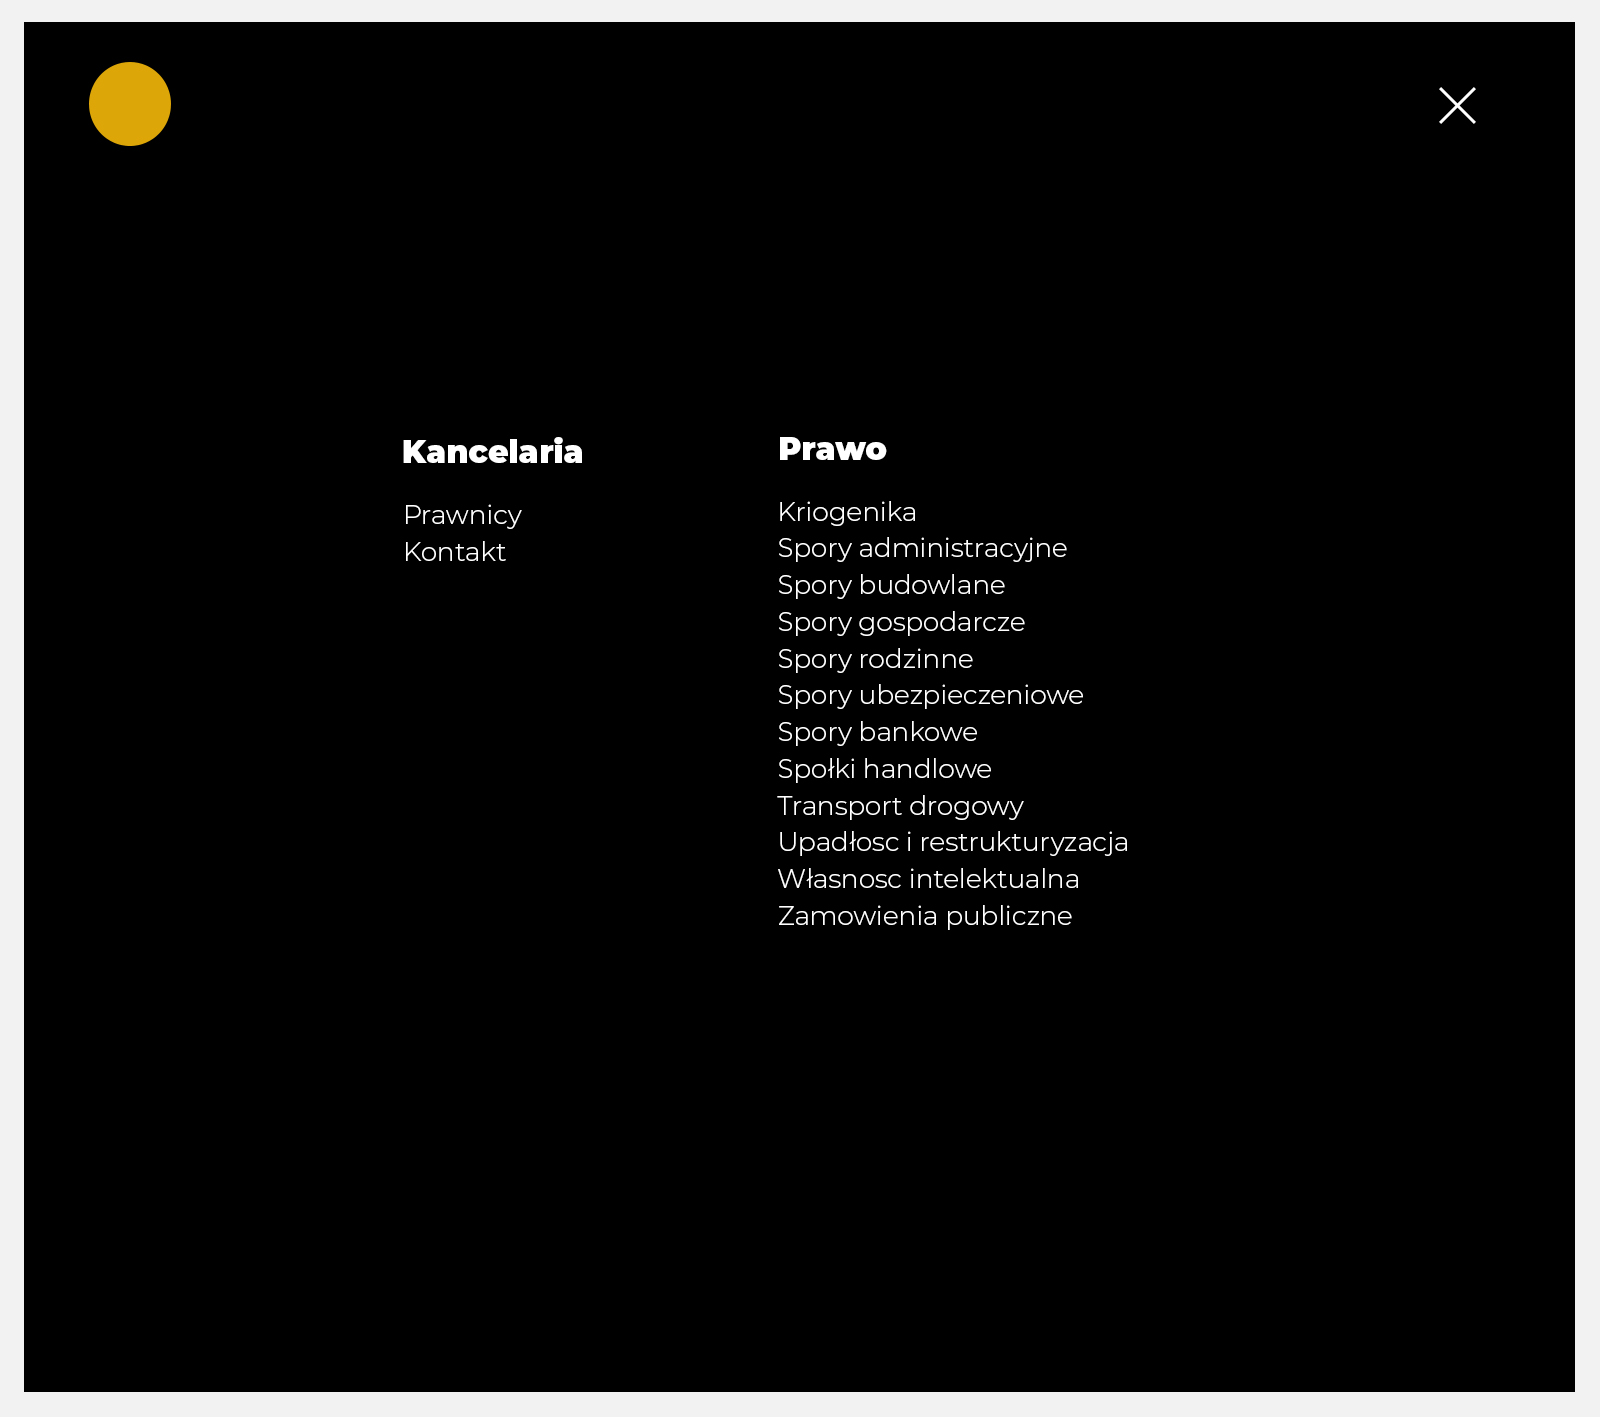 Kancelaria
Prawnicy
Kontakt
Prawo
Kriogenika
Spory administracyjne
Spory budowlane
Spory gospodarcze
Spory rodzinne
Spory ubezpieczeniowe
Spory bankowe
Społki handlowe
Transport drogowy
Upadłosc i restrukturyzacja
Własnosc intelektualna
Zamowienia publiczne